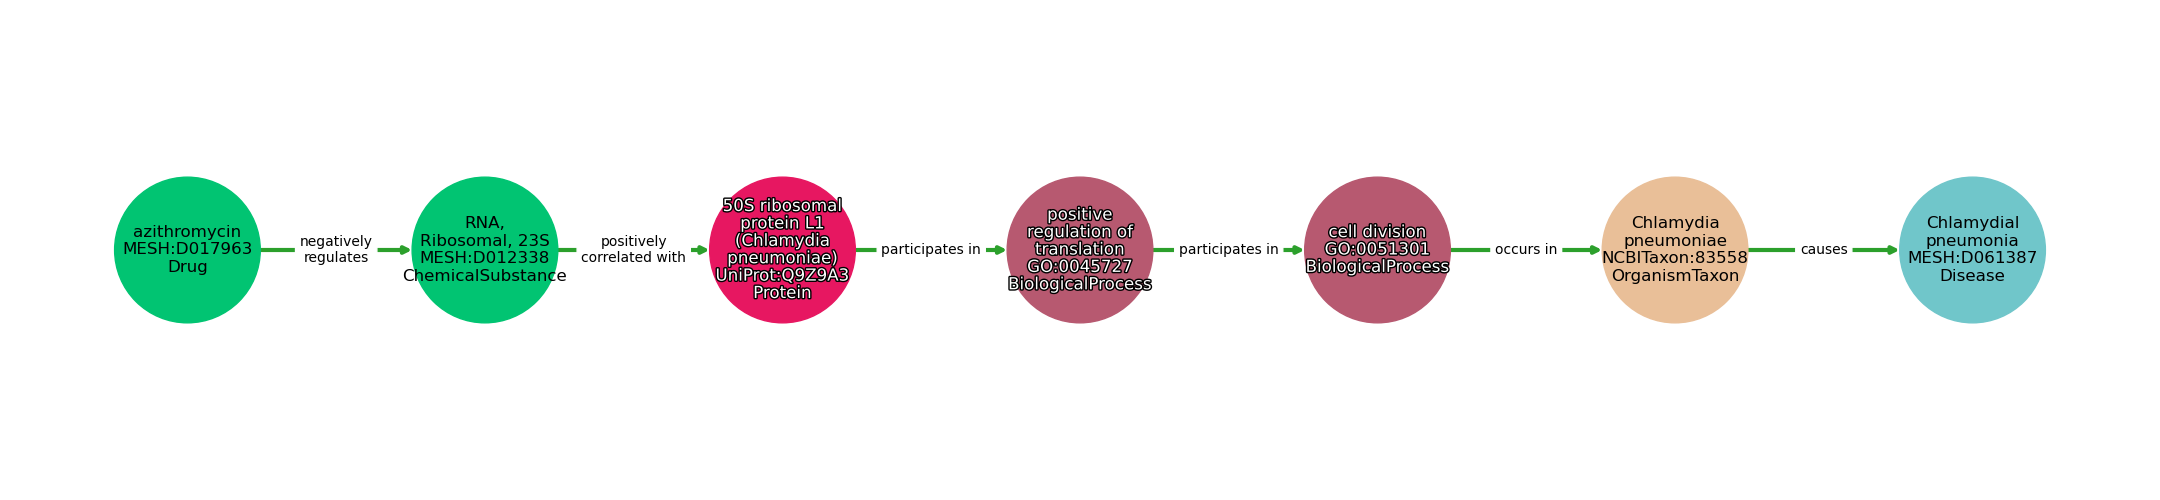 azithromycin
MESH:D017963
Drug
negatively
regulates
RNA,
Ribosomal, 23S
MESH:D012338
ChemicalSubstance
positively
correlated with
50S ribosomal
protein L1
(Chlamydia
pneumoniae)
UniProt:Q9Z9A3
Protein
participates in
positive
regulation of
translation
GO:0045727
BiologicalProcess
participates in
cell division
GO:0051301
BiologicalProcess
occurs in
Chlamydia
pneumoniae
NCBITaxon:83558
OrganismTaxon
causes
Chlamydial
pneumonia
MESH:D061387
Disease